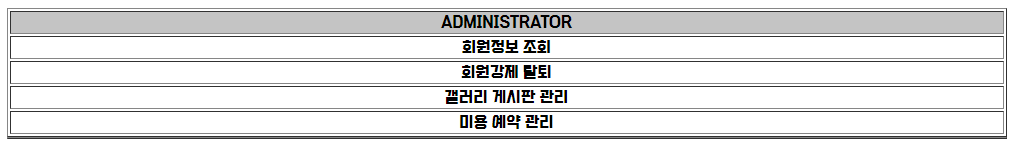 ADMINISTRATOR
회원정보 조회
회원강제 탈퇴
갤러리 게시판 관리
미용 예약 관리